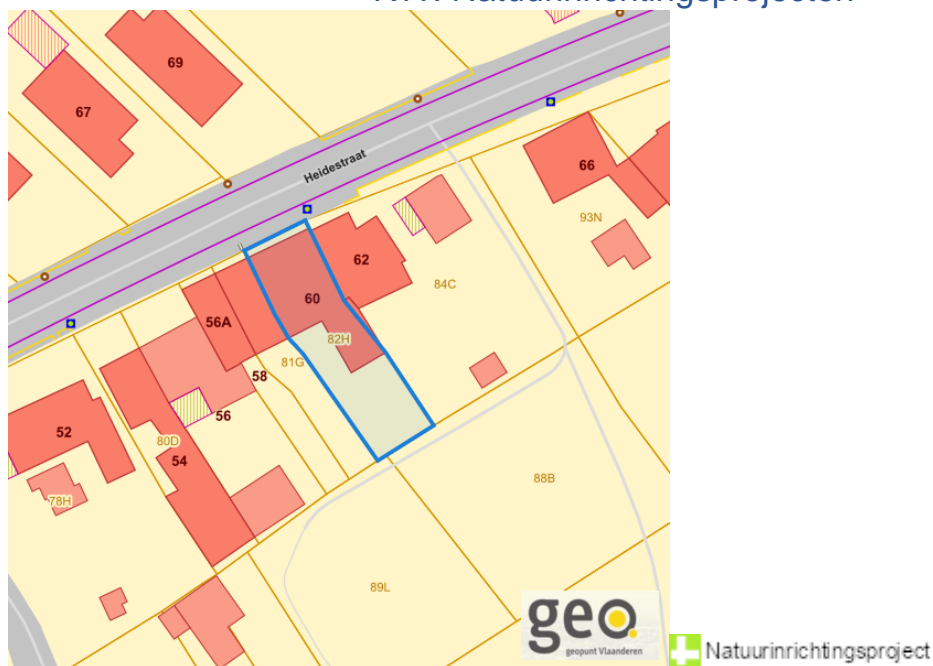 69
67
Heidestraat
66
93N
62
84C
60
56A
82H
81G
58
56
52
80D
54
78H
88B
89L
geo
geopunt Vlaanderen
Natuurinrichtingsproject